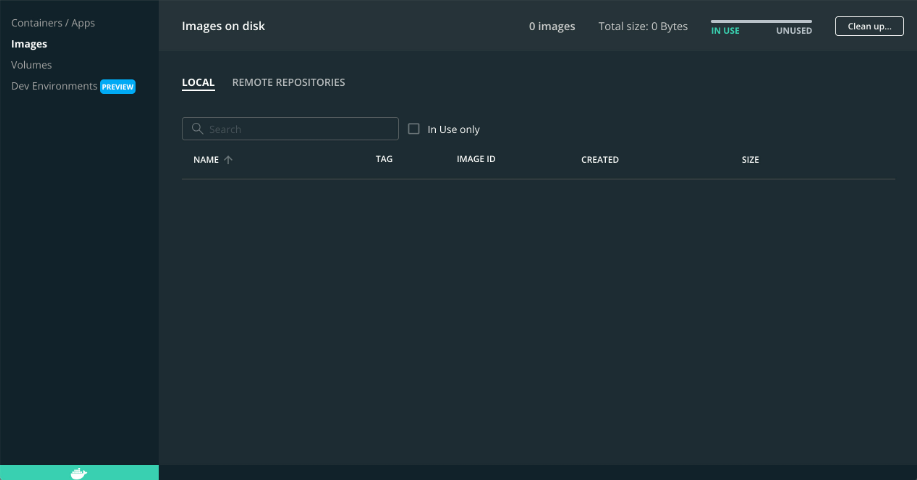 Containers / Apps
Images
Volumes
Dev Environments PREVIEW
Images on disk
0 images
Total size: 0 Bytes
IN USE
UNUSED
Clean up...
LOCAL
REMOTE REPOSITORIES
Search
In Use only
NAME
TAG
IMAGE ID
CREATED
SIZE